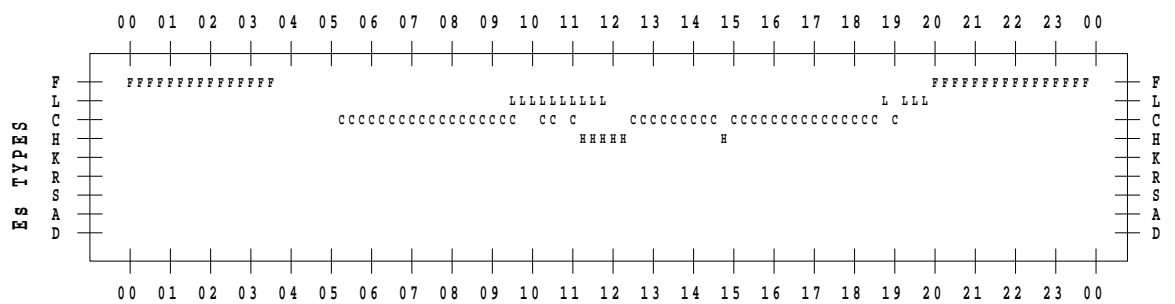 00 01 02 03 04 05 06 07 08 09 10 11 12 13 14 15 16 17 18 19 20 21 22 23 00
F FFFFFFFFFFFFFFF FFFFFFFFFFFFFFFF F
L LLLLLLLLLL L LLL L
C CCCCCCCCCCCCCCCCCC CC C CCCCCCCCC CCCCCCCCCCCCCCC C C
H HHHHH H H
K K
R R
S S
A A
D D
Es TYPES
00 01 02 03 04 05 06 07 08 09 10 11 12 13 14 15 16 17 18 19 20 21 22 23 00